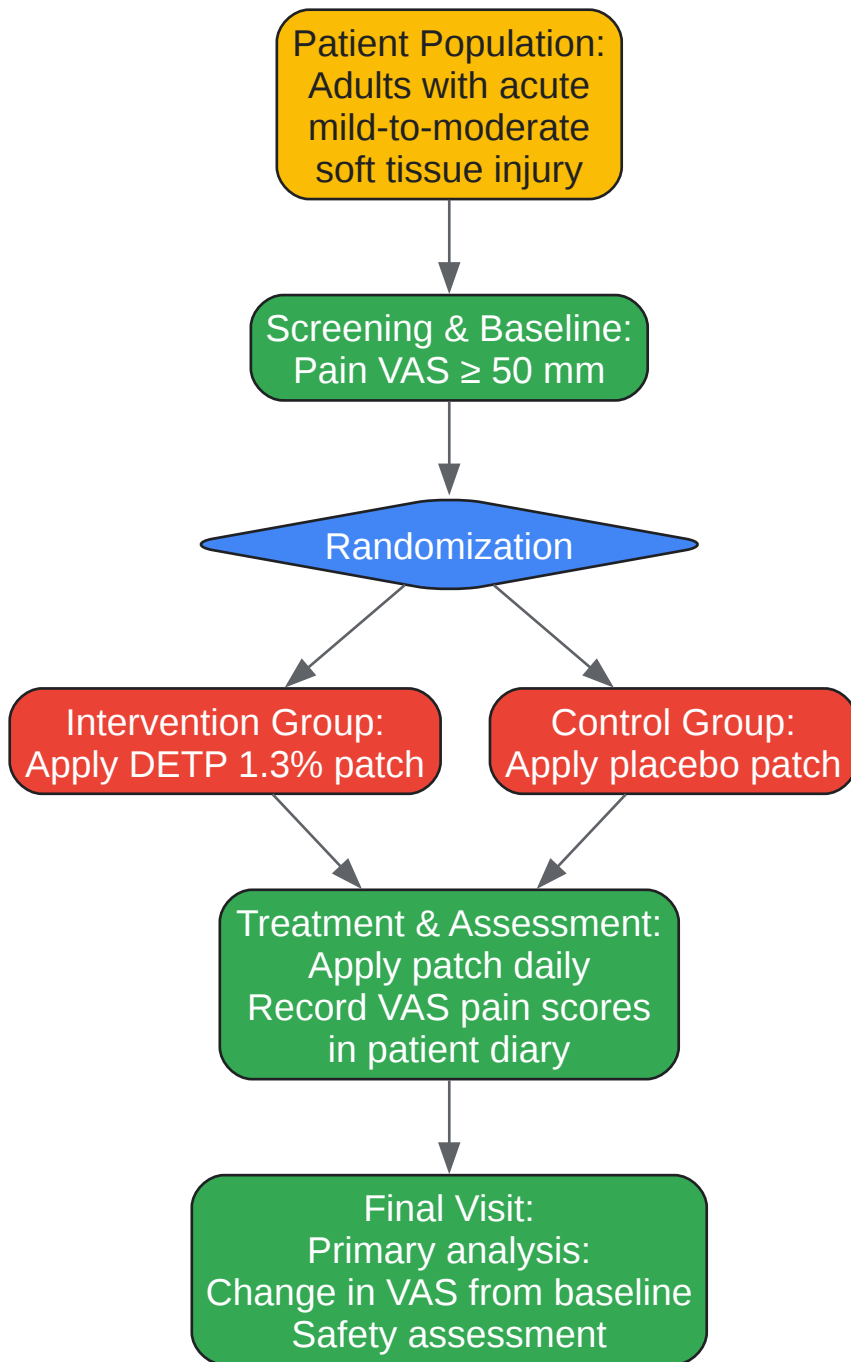 Patient Population:
Adults with acute
mild-to-moderate
soft tissue injury
Screening & Baseline:
Pain VAS ≥ 50 mm
Randomization
Intervention Group:
Apply DETP 1.3% patch
Control Group:
Apply placebo patch
Treatment & Assessment:
Apply patch daily
Record VAS pain scores
in patient diary
Final Visit:
Primary analysis:
Change in VAS from baseline
Safety assessment